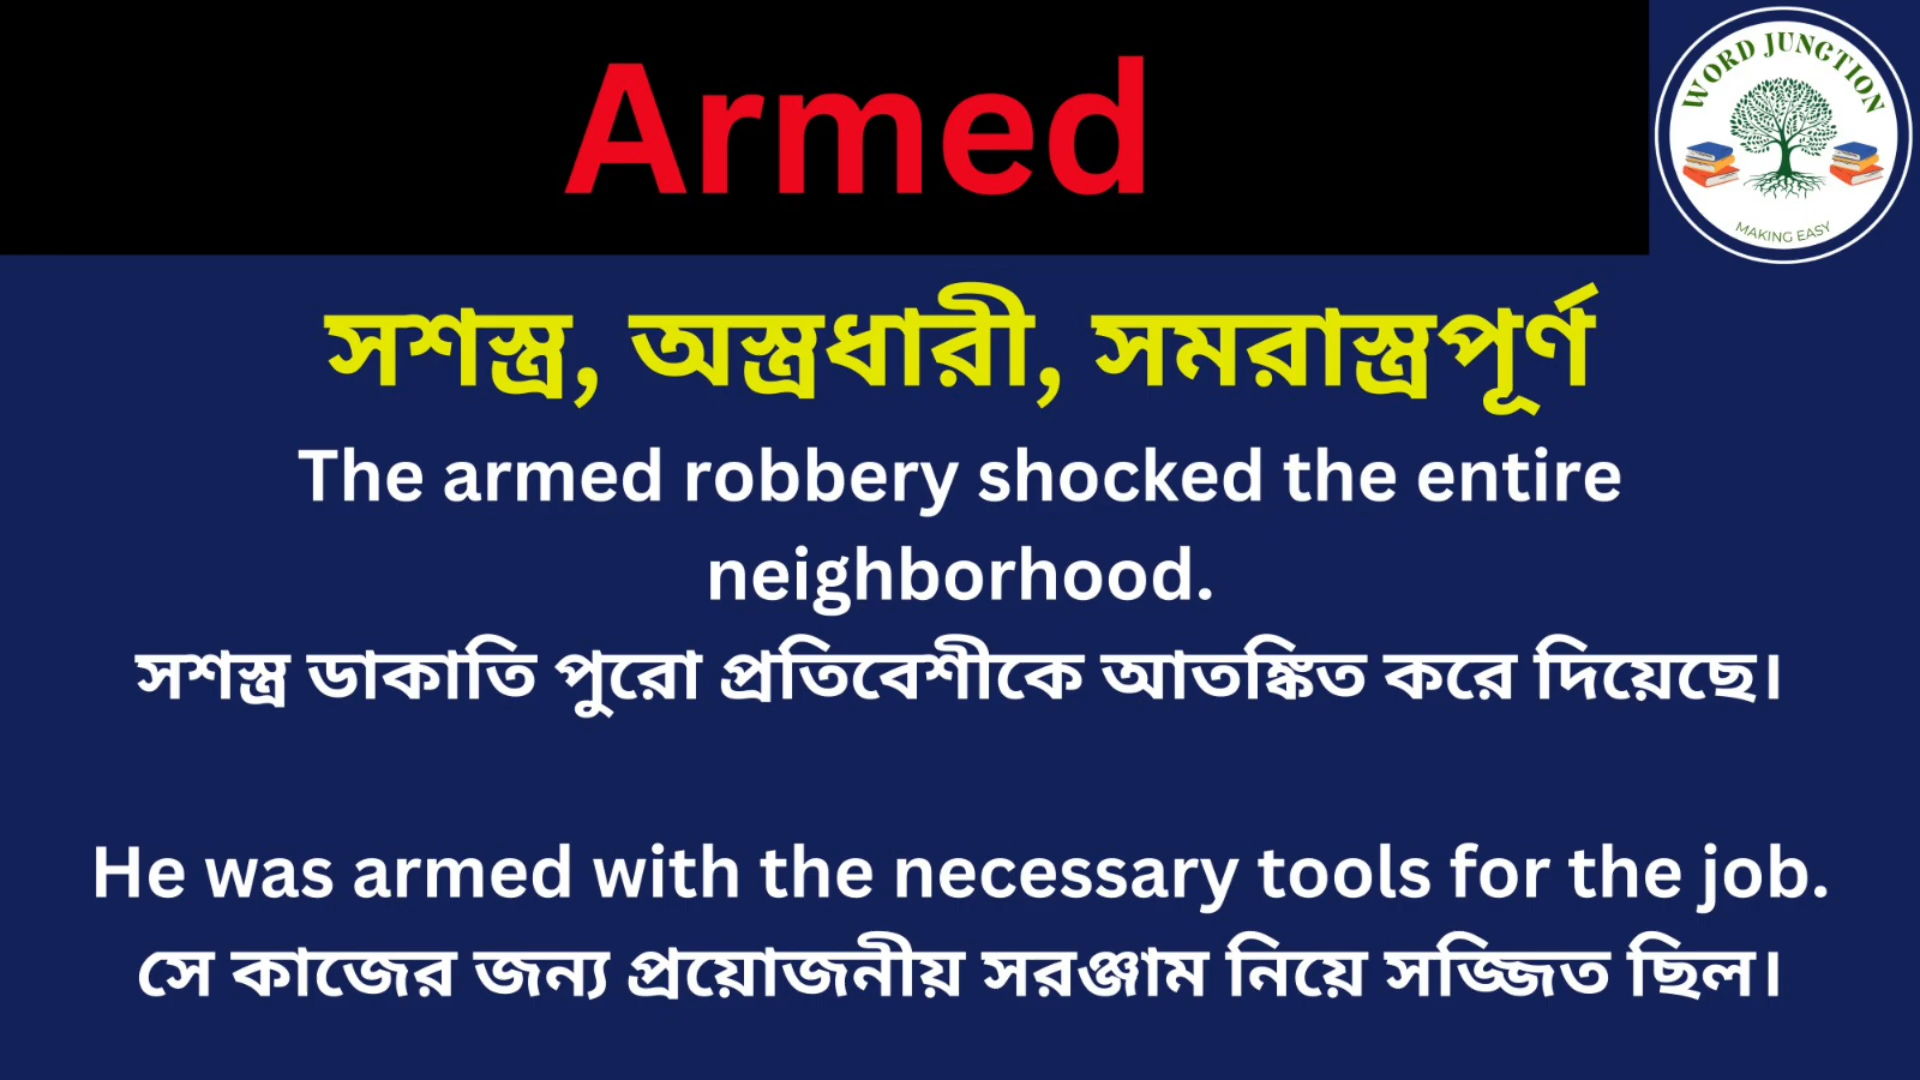 Armed
WORD JUNCTION
MAKING EASY
সশস্ত্র, অস্ত্রধারী, সমরাস্ত্রপূর্ণ
The armed robbery shocked the entire
neighborhood.
সশস্ত্র ডাকাতি পুরো প্রতিবেশীকে আতঙ্কিত করে দিয়েছে।
He was armed with the necessary tools for the job.
সে কাজের জন্য প্রয়োজনীয় সরঞ্জাম নিয়ে সজ্জিত ছিল।